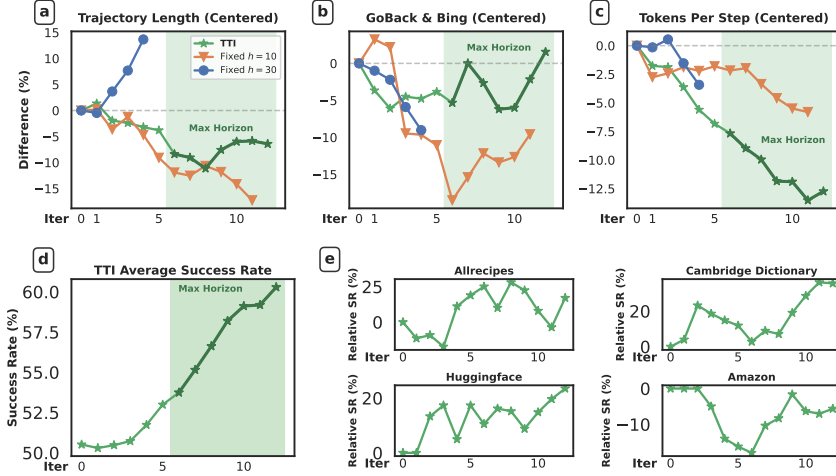 a
Trajectory Length (Centered)
Difference (%)
15
10
5
0
−5
−10
−15
TTI
Fixed h = 10
Fixed h = 30
Max Horizon
Iter 0 1 5 10
b
GoBack & Bing (Centered)
0
−5
−10
−15
Max Horizon
Iter 0 1 5 10
c
Tokens Per Step (Centered)
0.0
−2.5
−5.0
−7.5
−10.0
−12.5
Max Horizon
Iter 0 1 5 10
d
TTI Average Success Rate
Success Rate (%)
60.0
57.5
55.0
52.5
50.0
Max Horizon
Iter 0 1 5 10
e
Allrecipes
Relative SR (%)
25
0
Iter 0 5 10
Cambridge Dictionary
Relative SR (%)
20
0
Iter 0 5 10
Huggingface
Relative SR (%)
20
0
Iter 0 5 10
Amazon
Relative SR (%)
0
−10
Iter 0 5 10